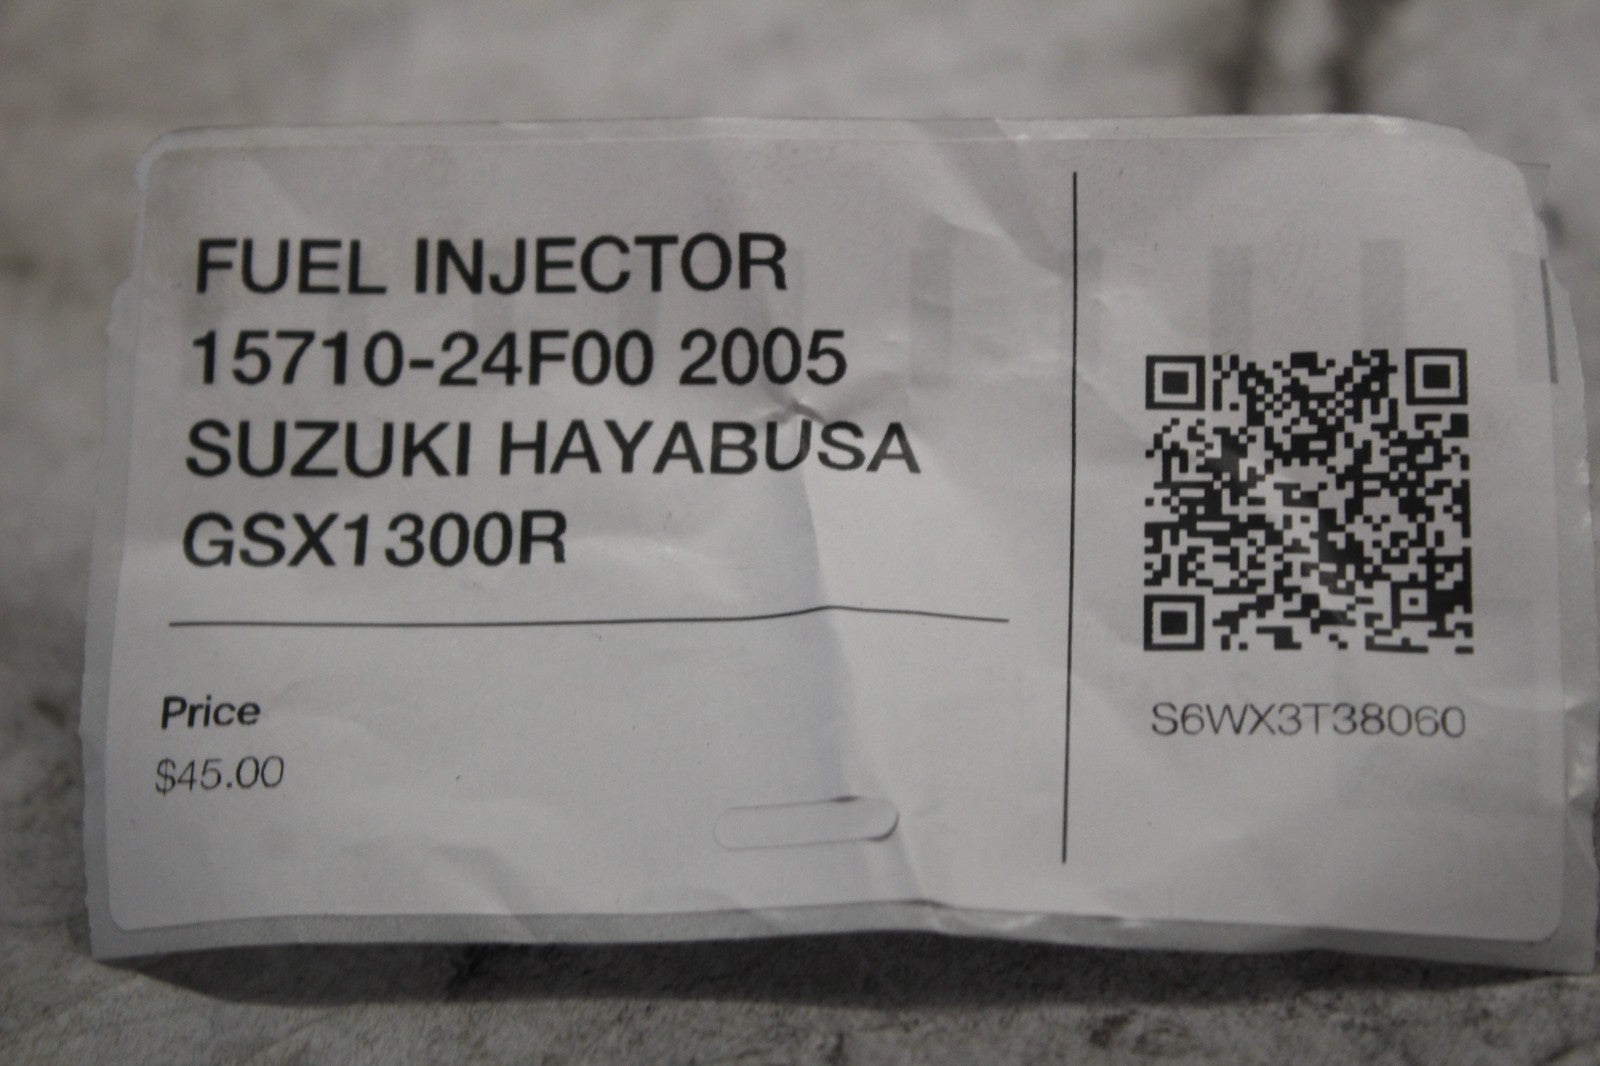 FUEL INJECTOR
15710-24F00 2005
SUZUKI HAYABUSA
GSX1300R
Price
$45.00
S6WX3T38060